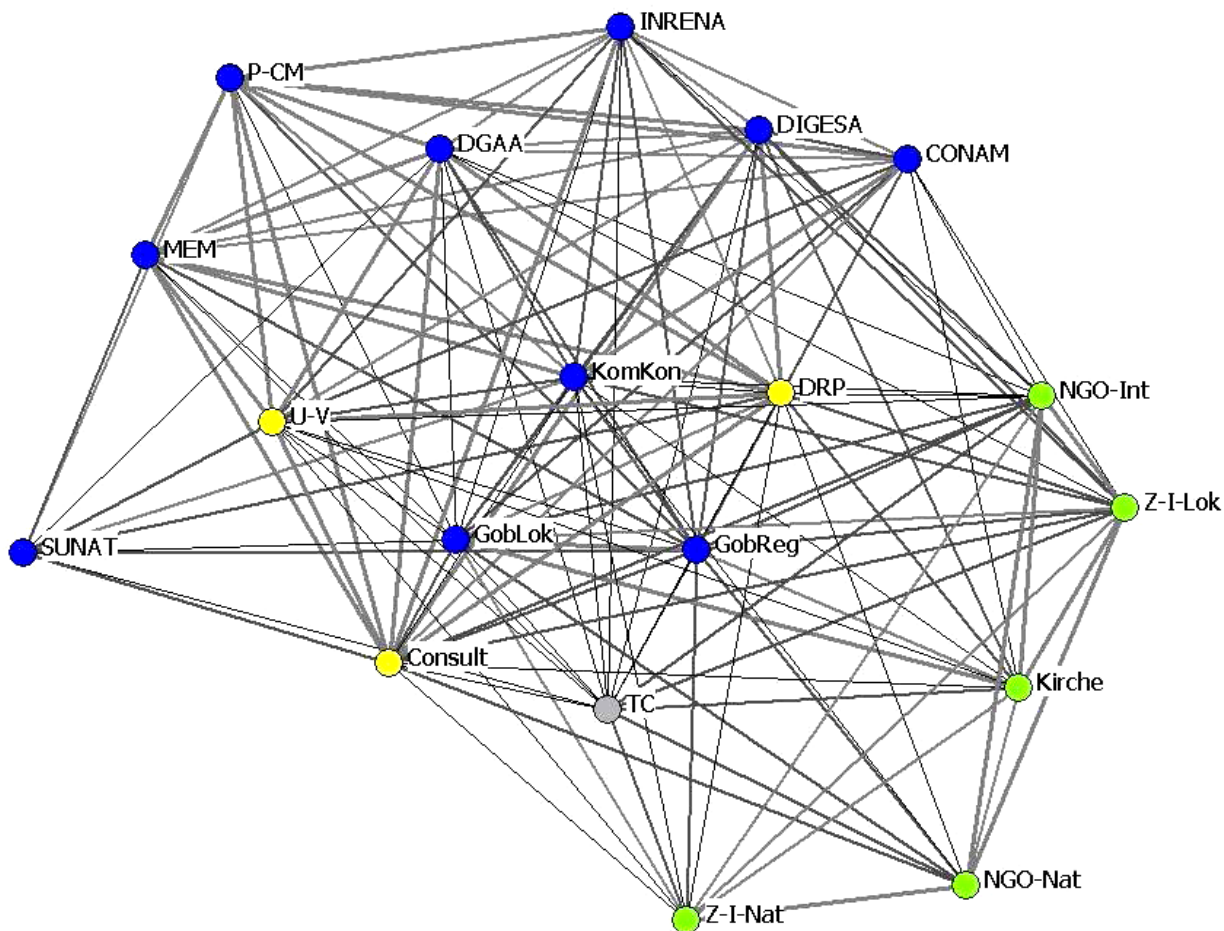 INRENA
P-CM
DIGESA
DGAA
CONAM
MEM
KomKon
DRP
NGO-Int
U-V
Z-I-Lok
GobLok
GobReg
SUNAT
Consult
Kirche
TC
NGO-Nat
Z-I-Nat